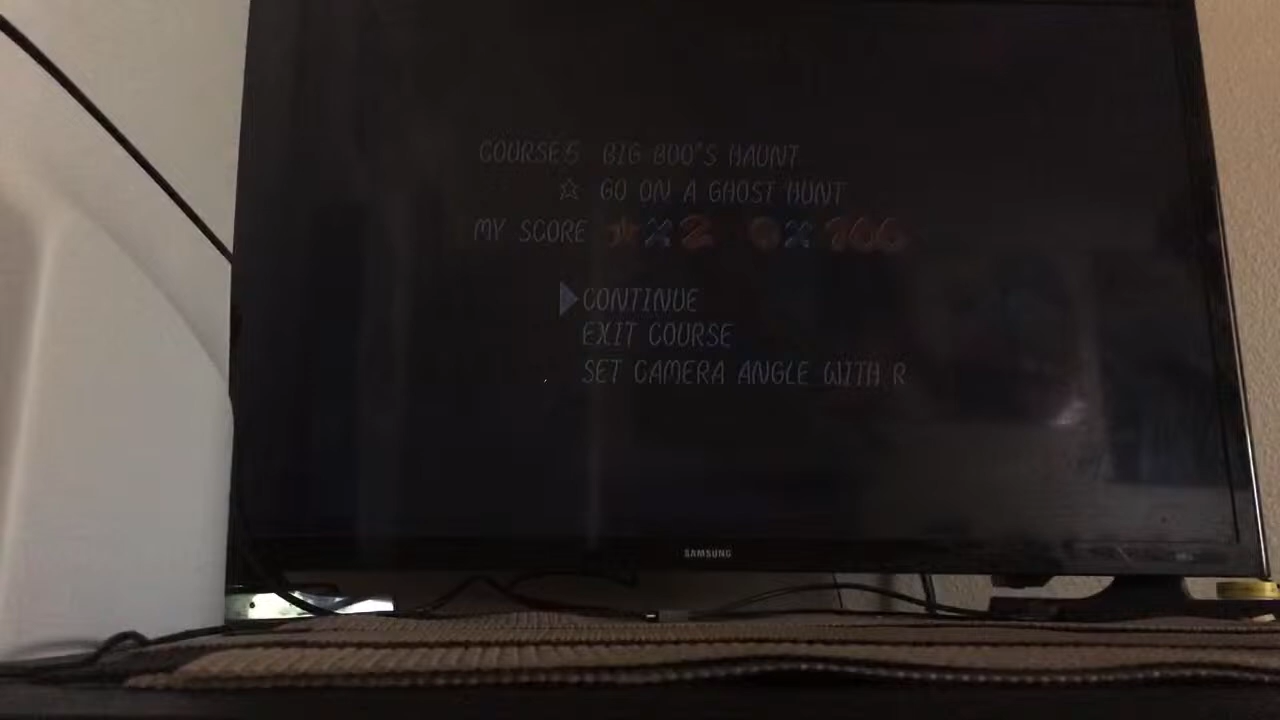 COURSE 5 BIG BOO'S HAUNT
☆ GO ON A GHOST HUNT
MY SCORE ★×2 ×106
CONTINUE
EXIT COURSE
SET CAMERA ANGLE WITH R
SAMSUNG